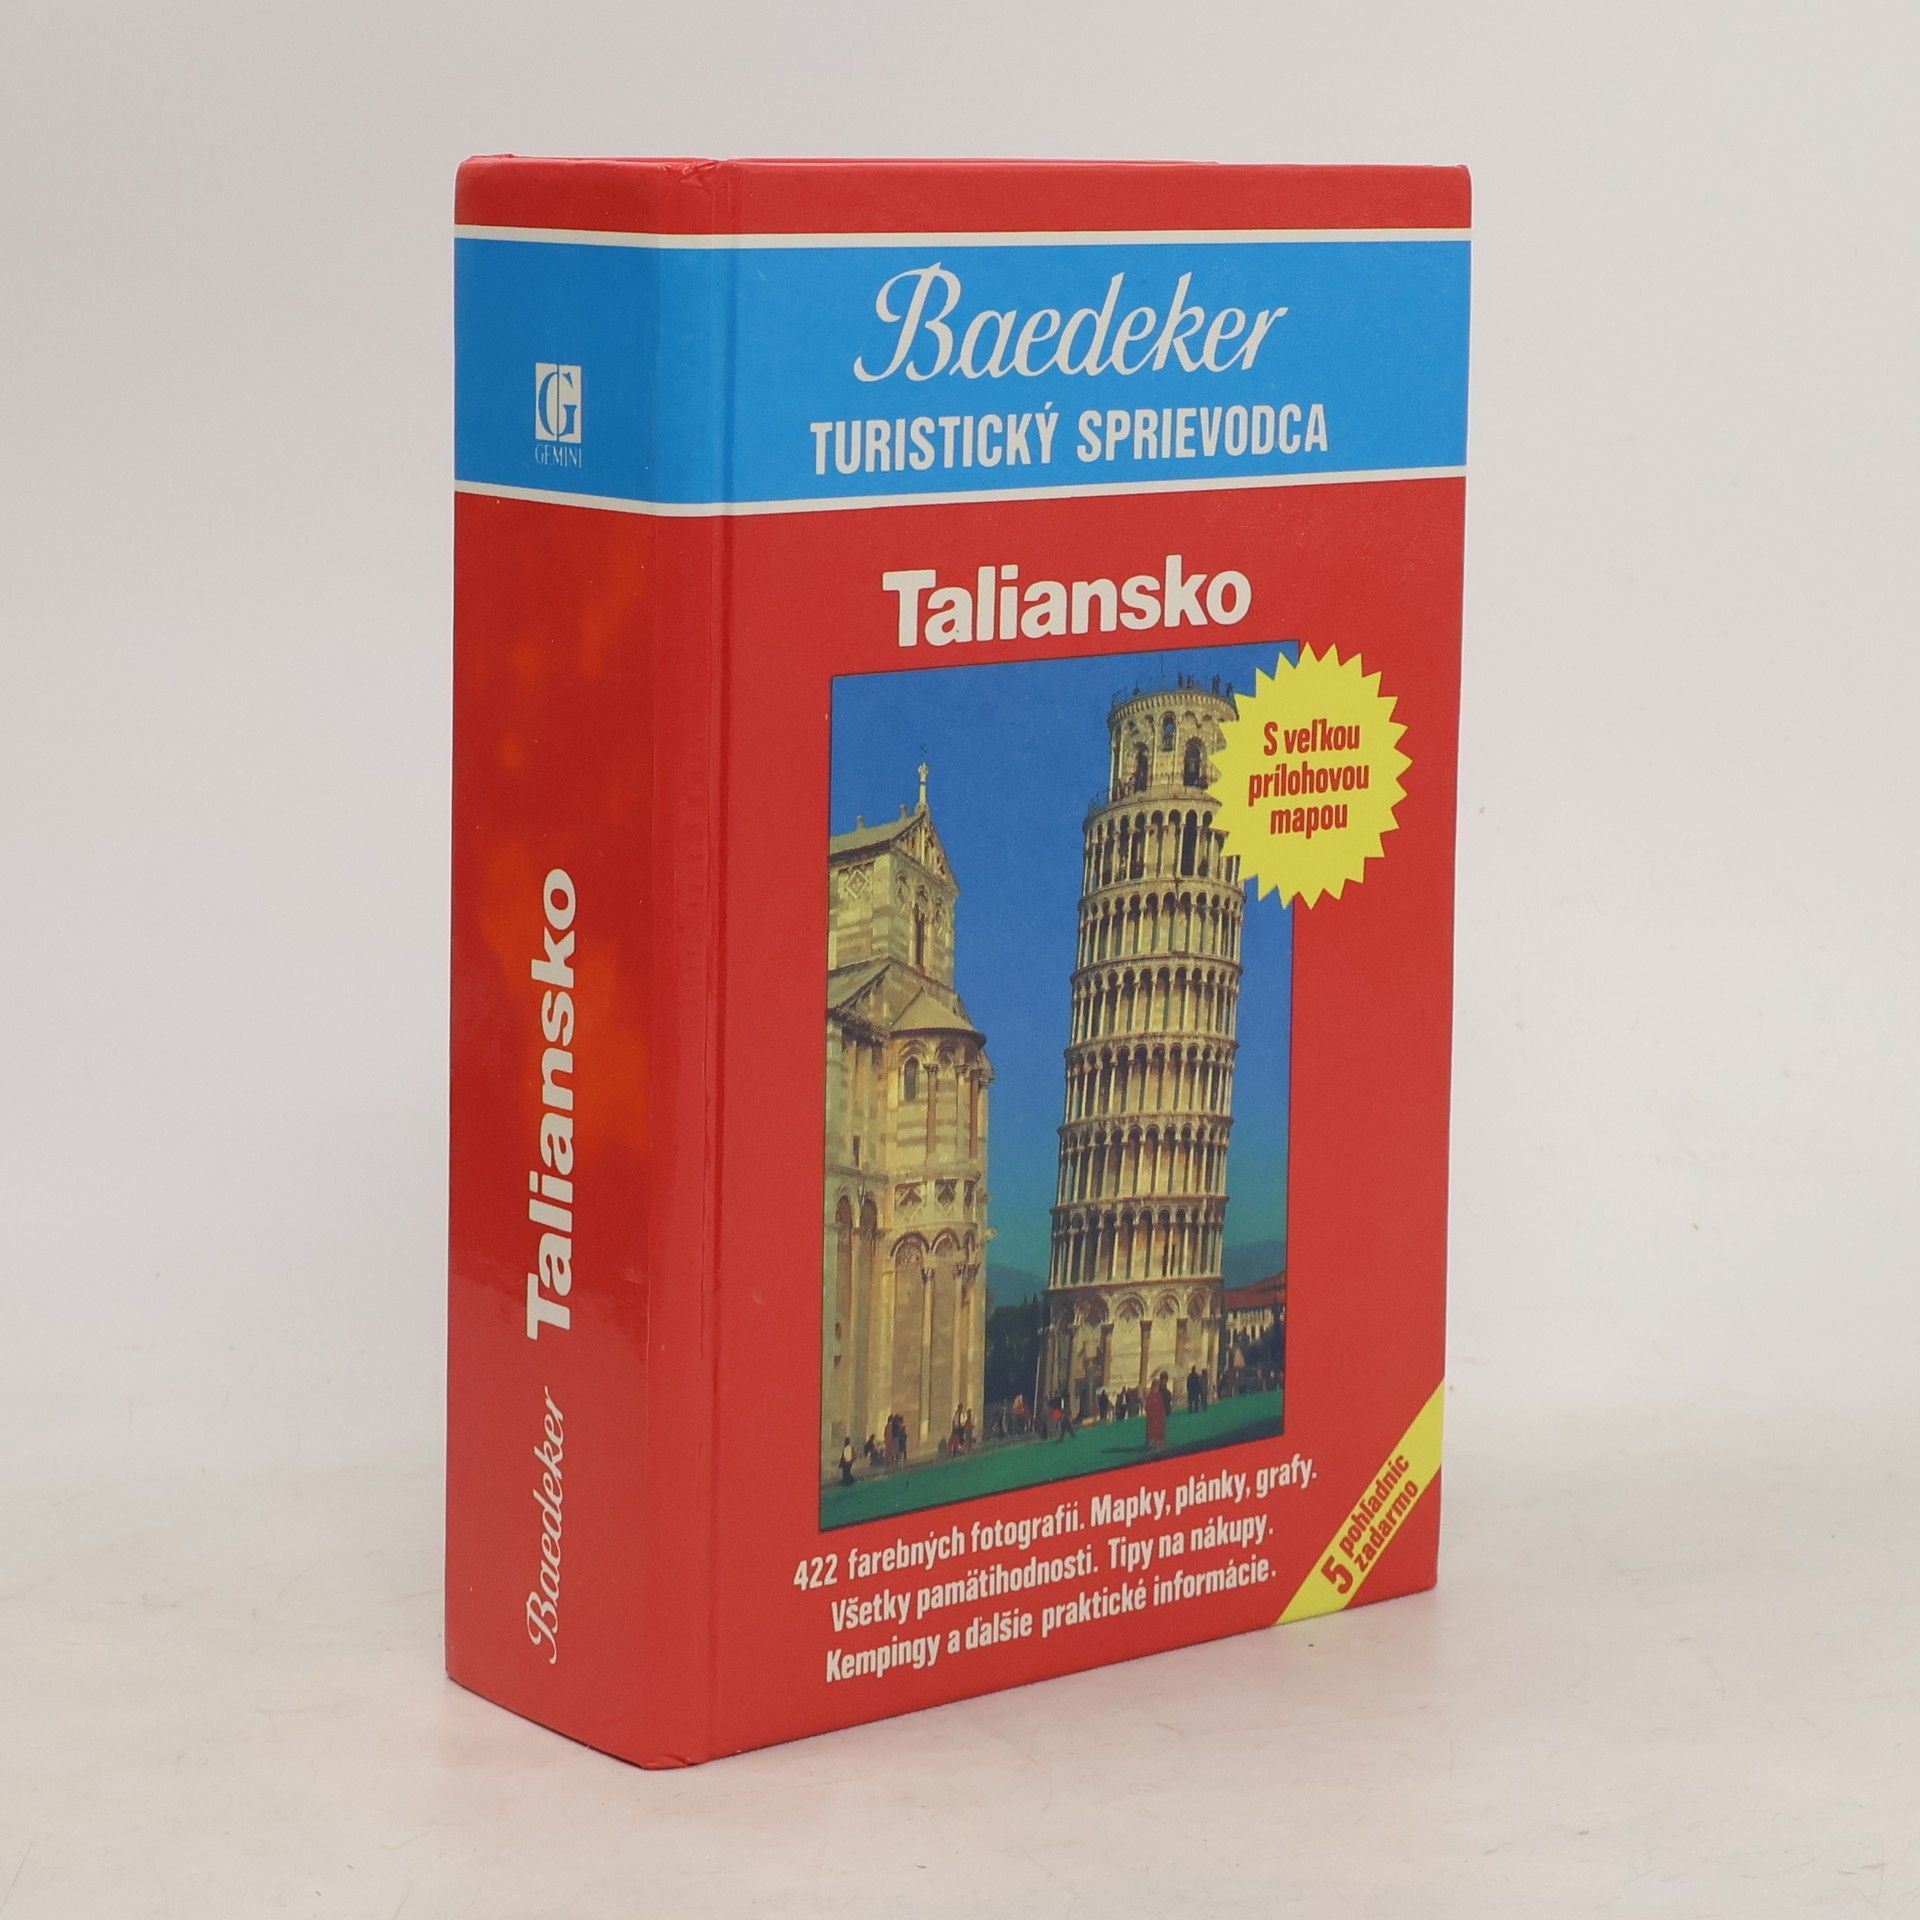 Baedeker
TURISTICKÝ SPRIEVODCA
Taliansko
S veľkou
prílohovou
mapou
422 farebných fotografii. Mapky, plánky, grafy.
Všetky pamätihodnosti. Tipy na nákupy.
Kempingy a ďalšie praktické informácie.
5 pohľadníc
zadarmo
G
GEMINI
Baedeker Taliansko